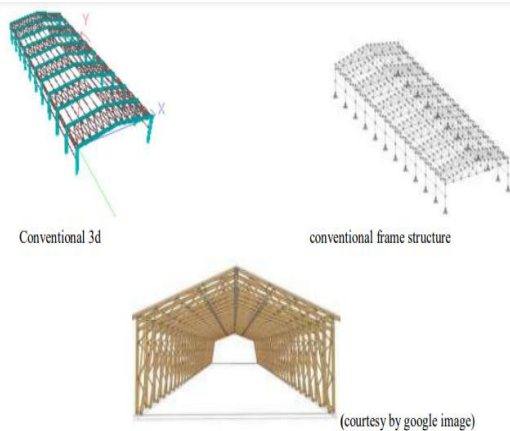 Y
X
Conventional 3d
conventional frame structure
(courtesy by google image)